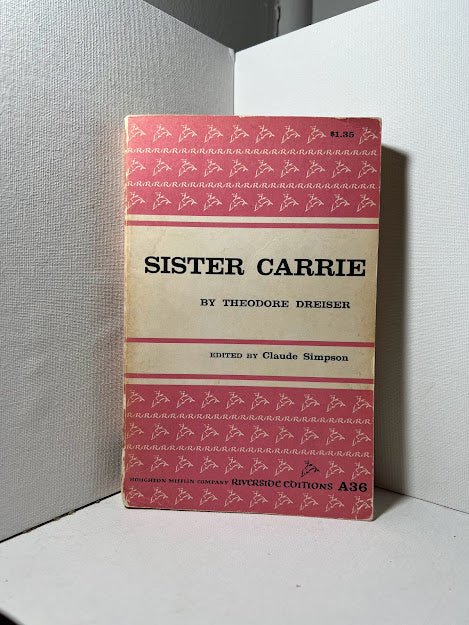 $1.35
SISTER CARRIE
BY THEODORE DREISER
EDITED BY Claude Simpson
HOUGHTON MIFFLIN COMPANY RIVERSIDE EDITIONS A36